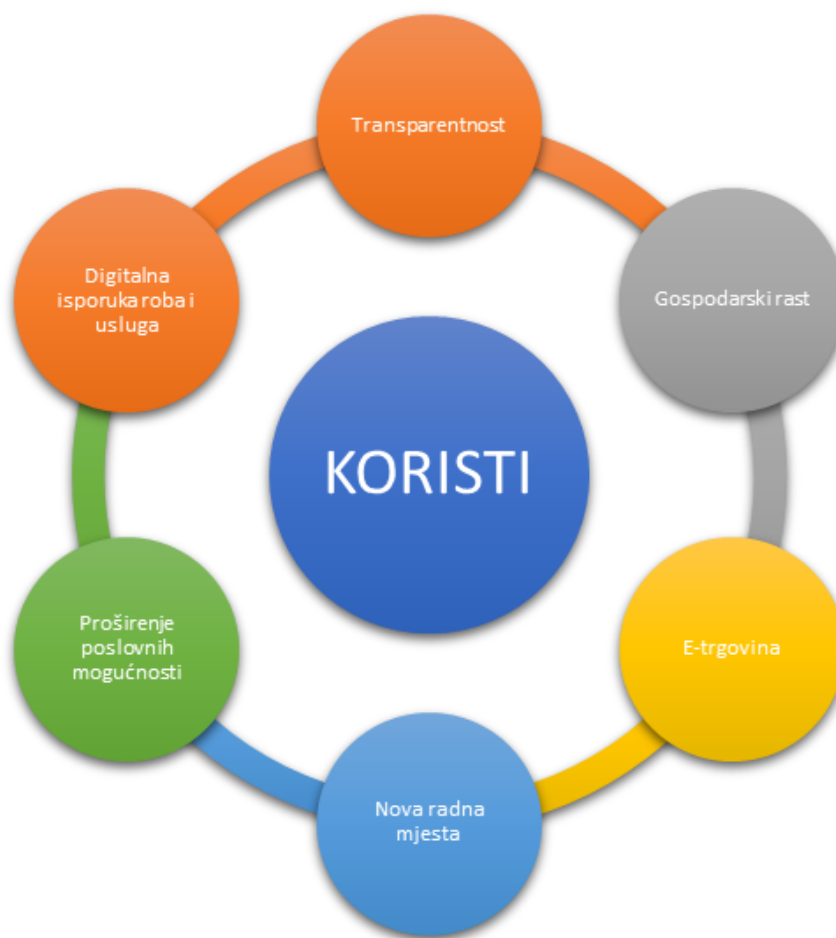 Transparentnost
Gospodarski rast
E-trgovina
Nova radna
mjesta
Proširenje
poslovnih
mogućnosti
Digitalna
isporuka roba i
usluga
KORISTI